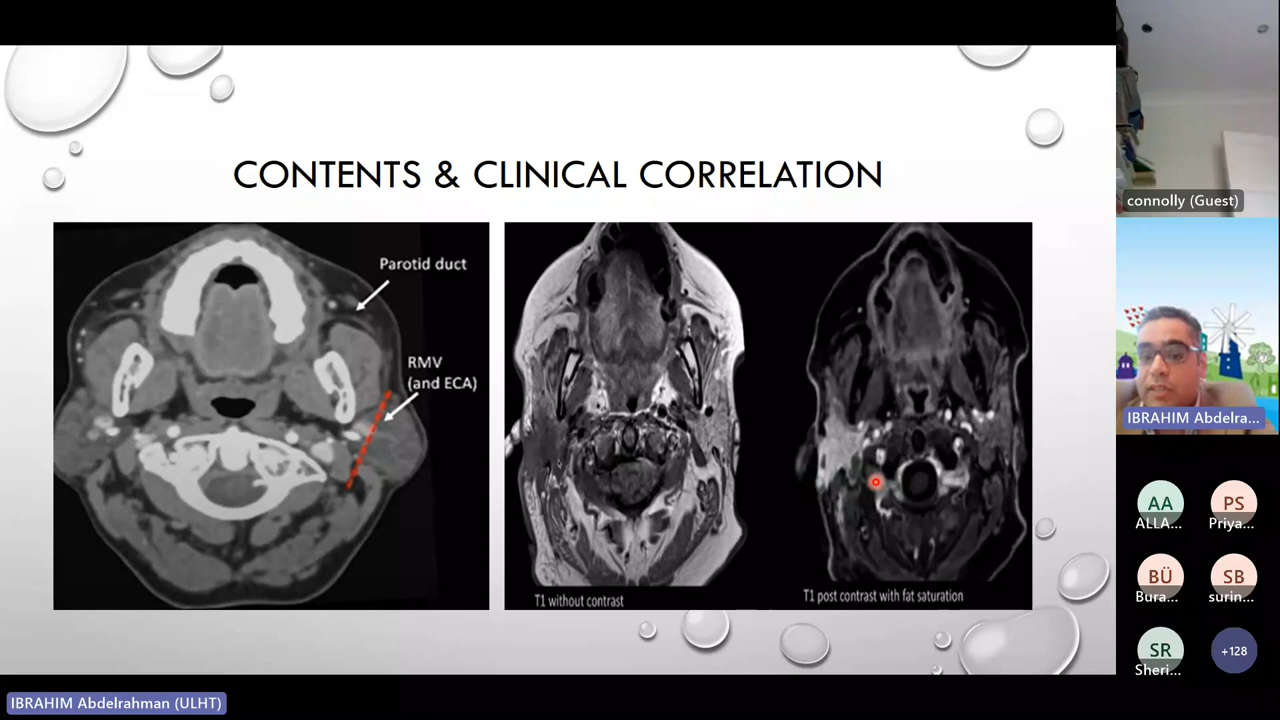 CONTENTS & CLINICAL CORRELATION
Parotid duct
RMV
(and ECA)
T1 without contrast
T1 post contrast with fat saturation
connolly (Guest)
IBRAHIM Abdelra...
AA
ALLA...
PS
Priya...
BÜ
Bura...
SB
surin...
SR
Sheri...
+128
IBRAHIM Abdelrahman (ULHT)